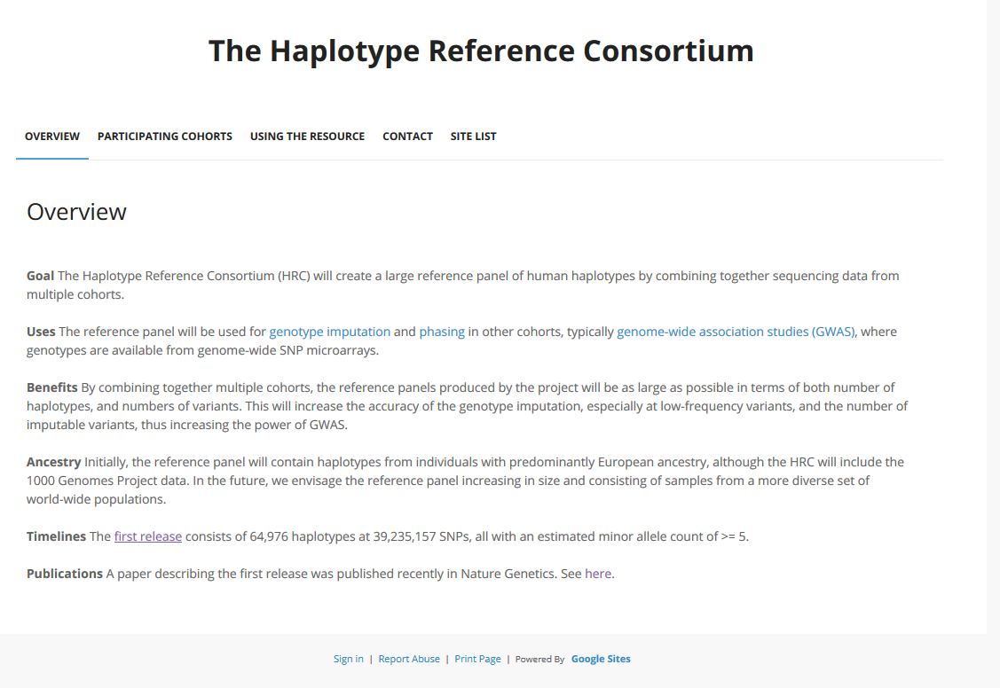 The Haplotype Reference Consortium
OVERVIEW PARTICIPATING COHORTS USING THE RESOURCE CONTACT SITE LIST
Overview
Goal The Haplotype Reference Consortium (HRC) will create a large reference panel of human haplotypes by combining together sequencing data from
multiple cohorts.
Uses The reference panel will be used for genotype imputation and phasing in other cohorts, typically genome-wide association studies (GWAS), where
genotypes are available from genome-wide SNP microarrays.
Benefits By combining together multiple cohorts, the reference panels produced by the project will be as large as possible in terms of both number of
haplotypes, and numbers of variants. This will increase the accuracy of the genotype imputation, especially at low-frequency variants, and the number of
imputable variants, thus increasing the power of GWAS.
Ancestry Initially, the reference panel will contain haplotypes from individuals with predominantly European ancestry, although the HRC will include the
1000 Genomes Project data. In the future, we envisage the reference panel increasing in size and consisting of samples from a more diverse set of
world-wide populations.
Timelines The first release consists of 64,976 haplotypes at 39,235,157 SNPs, all with an estimated minor allele count of >= 5.
Publications A paper describing the first release was published recently in Nature Genetics. See here.
Sign in | Report Abuse | Print Page | Powered By Google Sites